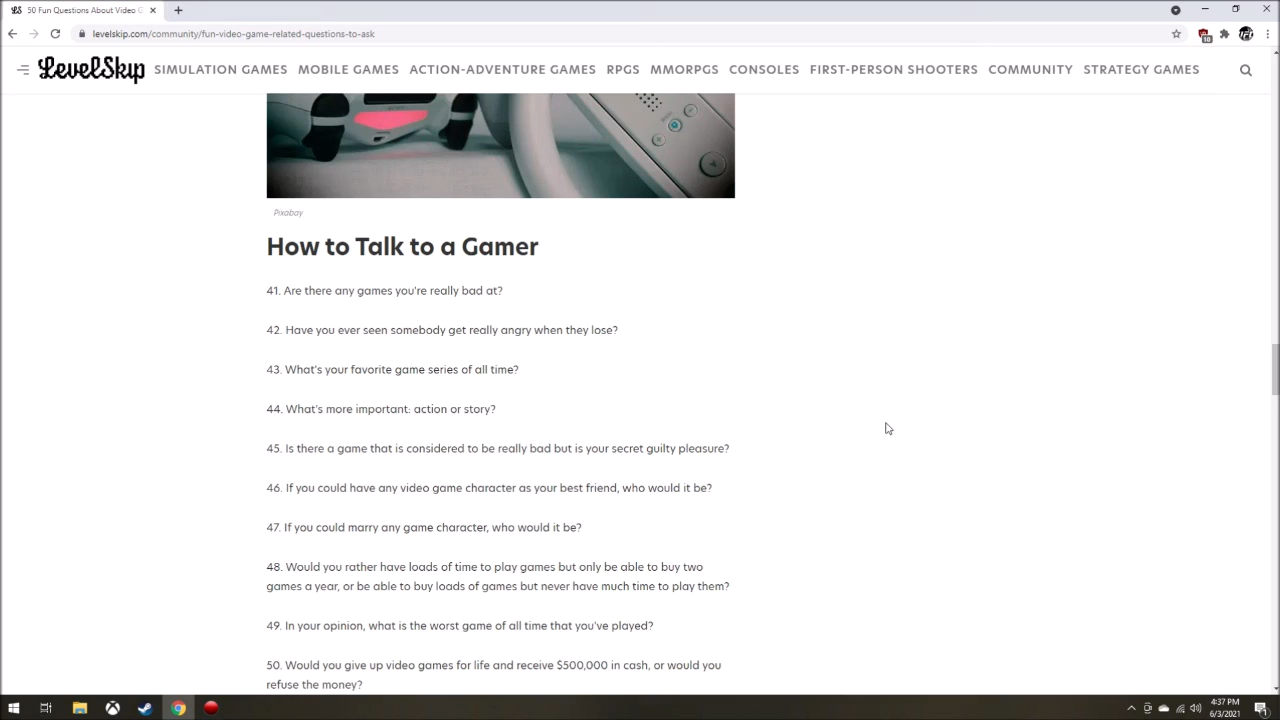 50 Fun Questions About Video G
levelskip.com/community/fun-video-game-related-questions-to-ask
10
LevelSkip SIMULATION GAMES MOBILE GAMES ACTION-ADVENTURE GAMES RPGS MMORPGS CONSOLES FIRST-PERSON SHOOTERS COMMUNITY STRATEGY GAMES
Pixabay
How to Talk to a Gamer
41. Are there any games you're really bad at?
42. Have you ever seen somebody get really angry when they lose?
43. What's your favorite game series of all time?
44. What's more important: action or story?
45. Is there a game that is considered to be really bad but is your secret guilty pleasure?
46. If you could have any video game character as your best friend, who would it be?
47. If you could marry any game character, who would it be?
48. Would you rather have loads of time to play games but only be able to buy two
games a year, or be able to buy loads of games but never have much time to play them?
49. In your opinion, what is the worst game of all time that you've played?
50. Would you give up video games for life and receive $500,000 in cash, or would you
refuse the money?
4:37 PM
6/3/2021